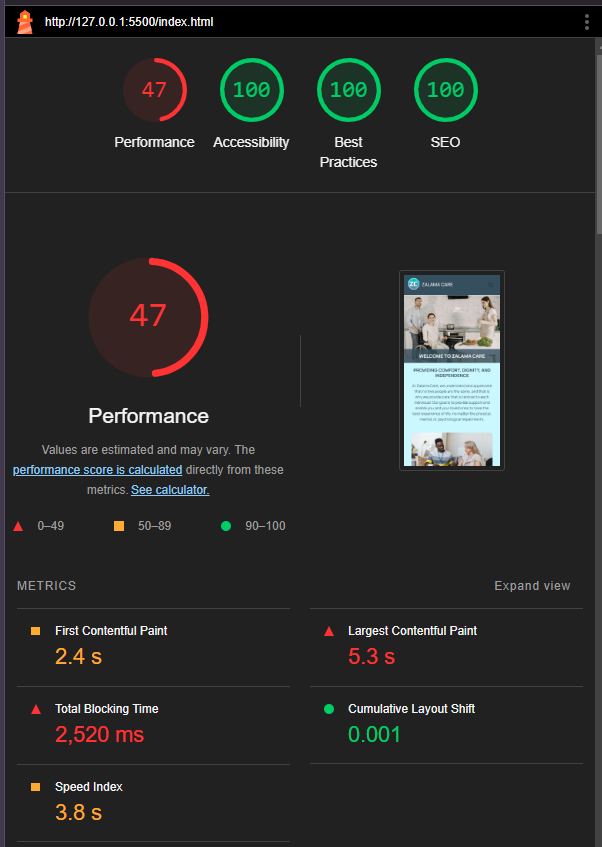 http://127.0.0.1:5500/index.html
47
100
100
100
Performance
Accessibility
Best
Practices
SEO
47
Performance
Values are estimated and may vary. The
performance score is calculated directly from these
metrics. See calculator.
0–49
50–89
90–100
ZC ZALAMA CARE
WELCOME TO ZALAMA CARE
PROVIDING COMFORT, DIGNITY, AND
INDEPENDENCE
METRICS
Expand view
First Contentful Paint
2.4 s
Largest Contentful Paint
5.3 s
Total Blocking Time
2,520 ms
Cumulative Layout Shift
0.001
Speed Index
3.8 s